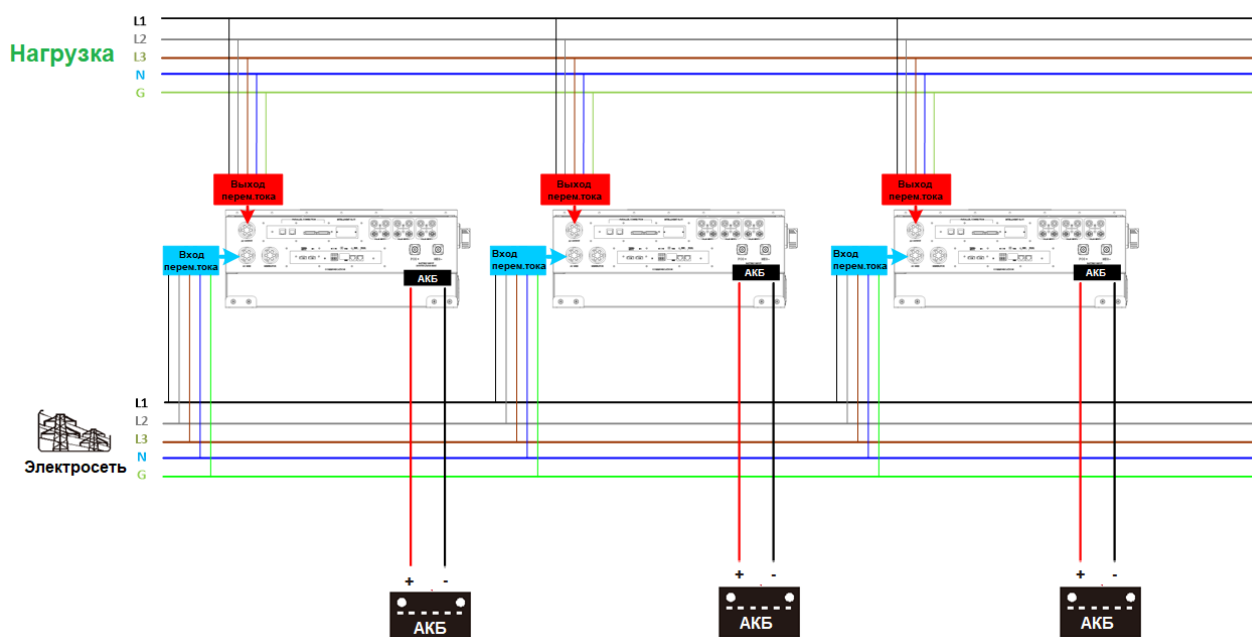 L1
L2
Нагрузка
L3
N
G
Выход
перем.тока
Выход
перем.тока
Выход
перем.тока
Вход
перем.тока
Вход
перем.тока
Вход
перем.тока
АКБ
АКБ
АКБ
L1
L2
L3
N
Электросеть
G
+ -
+ -
+ -
АКБ
АКБ
АКБ